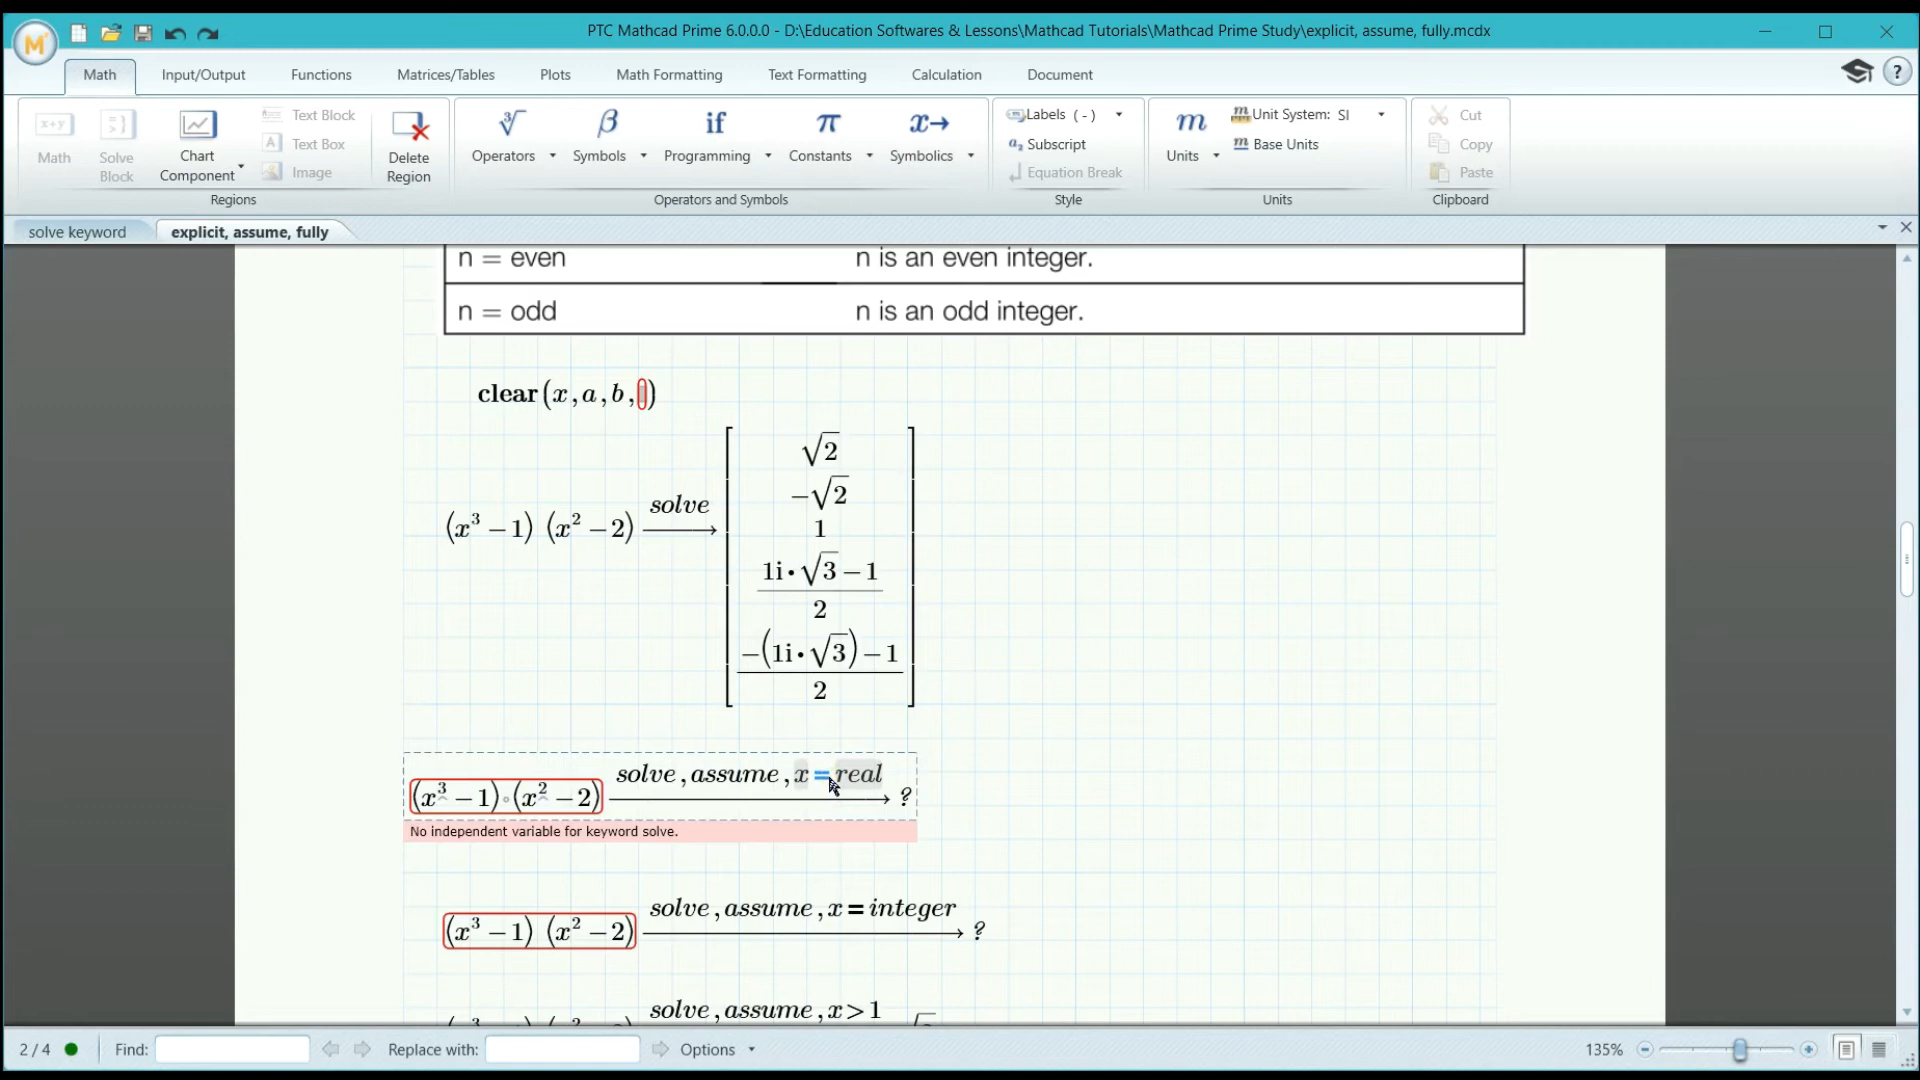 PTC Mathcad Prime 6.0.0.0 - D:\Education Softwares & Lessons\Mathcad Tutorials\Mathcad Prime Study\explicit, assume, fully.mcdx
Math Input/Output Functions Matrices/Tables Plots Math Formatting Text Formatting Calculation Document
Math
Solve Block
Chart Component
Text Block
Text Box
Image
Delete Region
Regions
Operators
Symbols
if
Programming
π
Constants
Symbolics
Operators and Symbols
Labels (-)
Subscript
Equation Break
Style
Units
Unit System: SI
Base Units
Units
Cut
Copy
Paste
Clipboard
solve keyword
explicit, assume, fully
n = even n is an even integer.
n = odd n is an odd integer.
clear(x, a, b, )
(x³ − 1) (x² − 2) solve → [√2
−√2
1
(1i•√3 − 1)/2
(−(1i•√3) − 1)/2]
(x³ − 1)∘(x² − 2) solve, assume, x = real → ?
No independent variable for keyword solve.
(x³ − 1) (x² − 2) solve, assume, x = integer → ?
solve, assume, x > 1
2 / 4 Find: Replace with: Options 135%